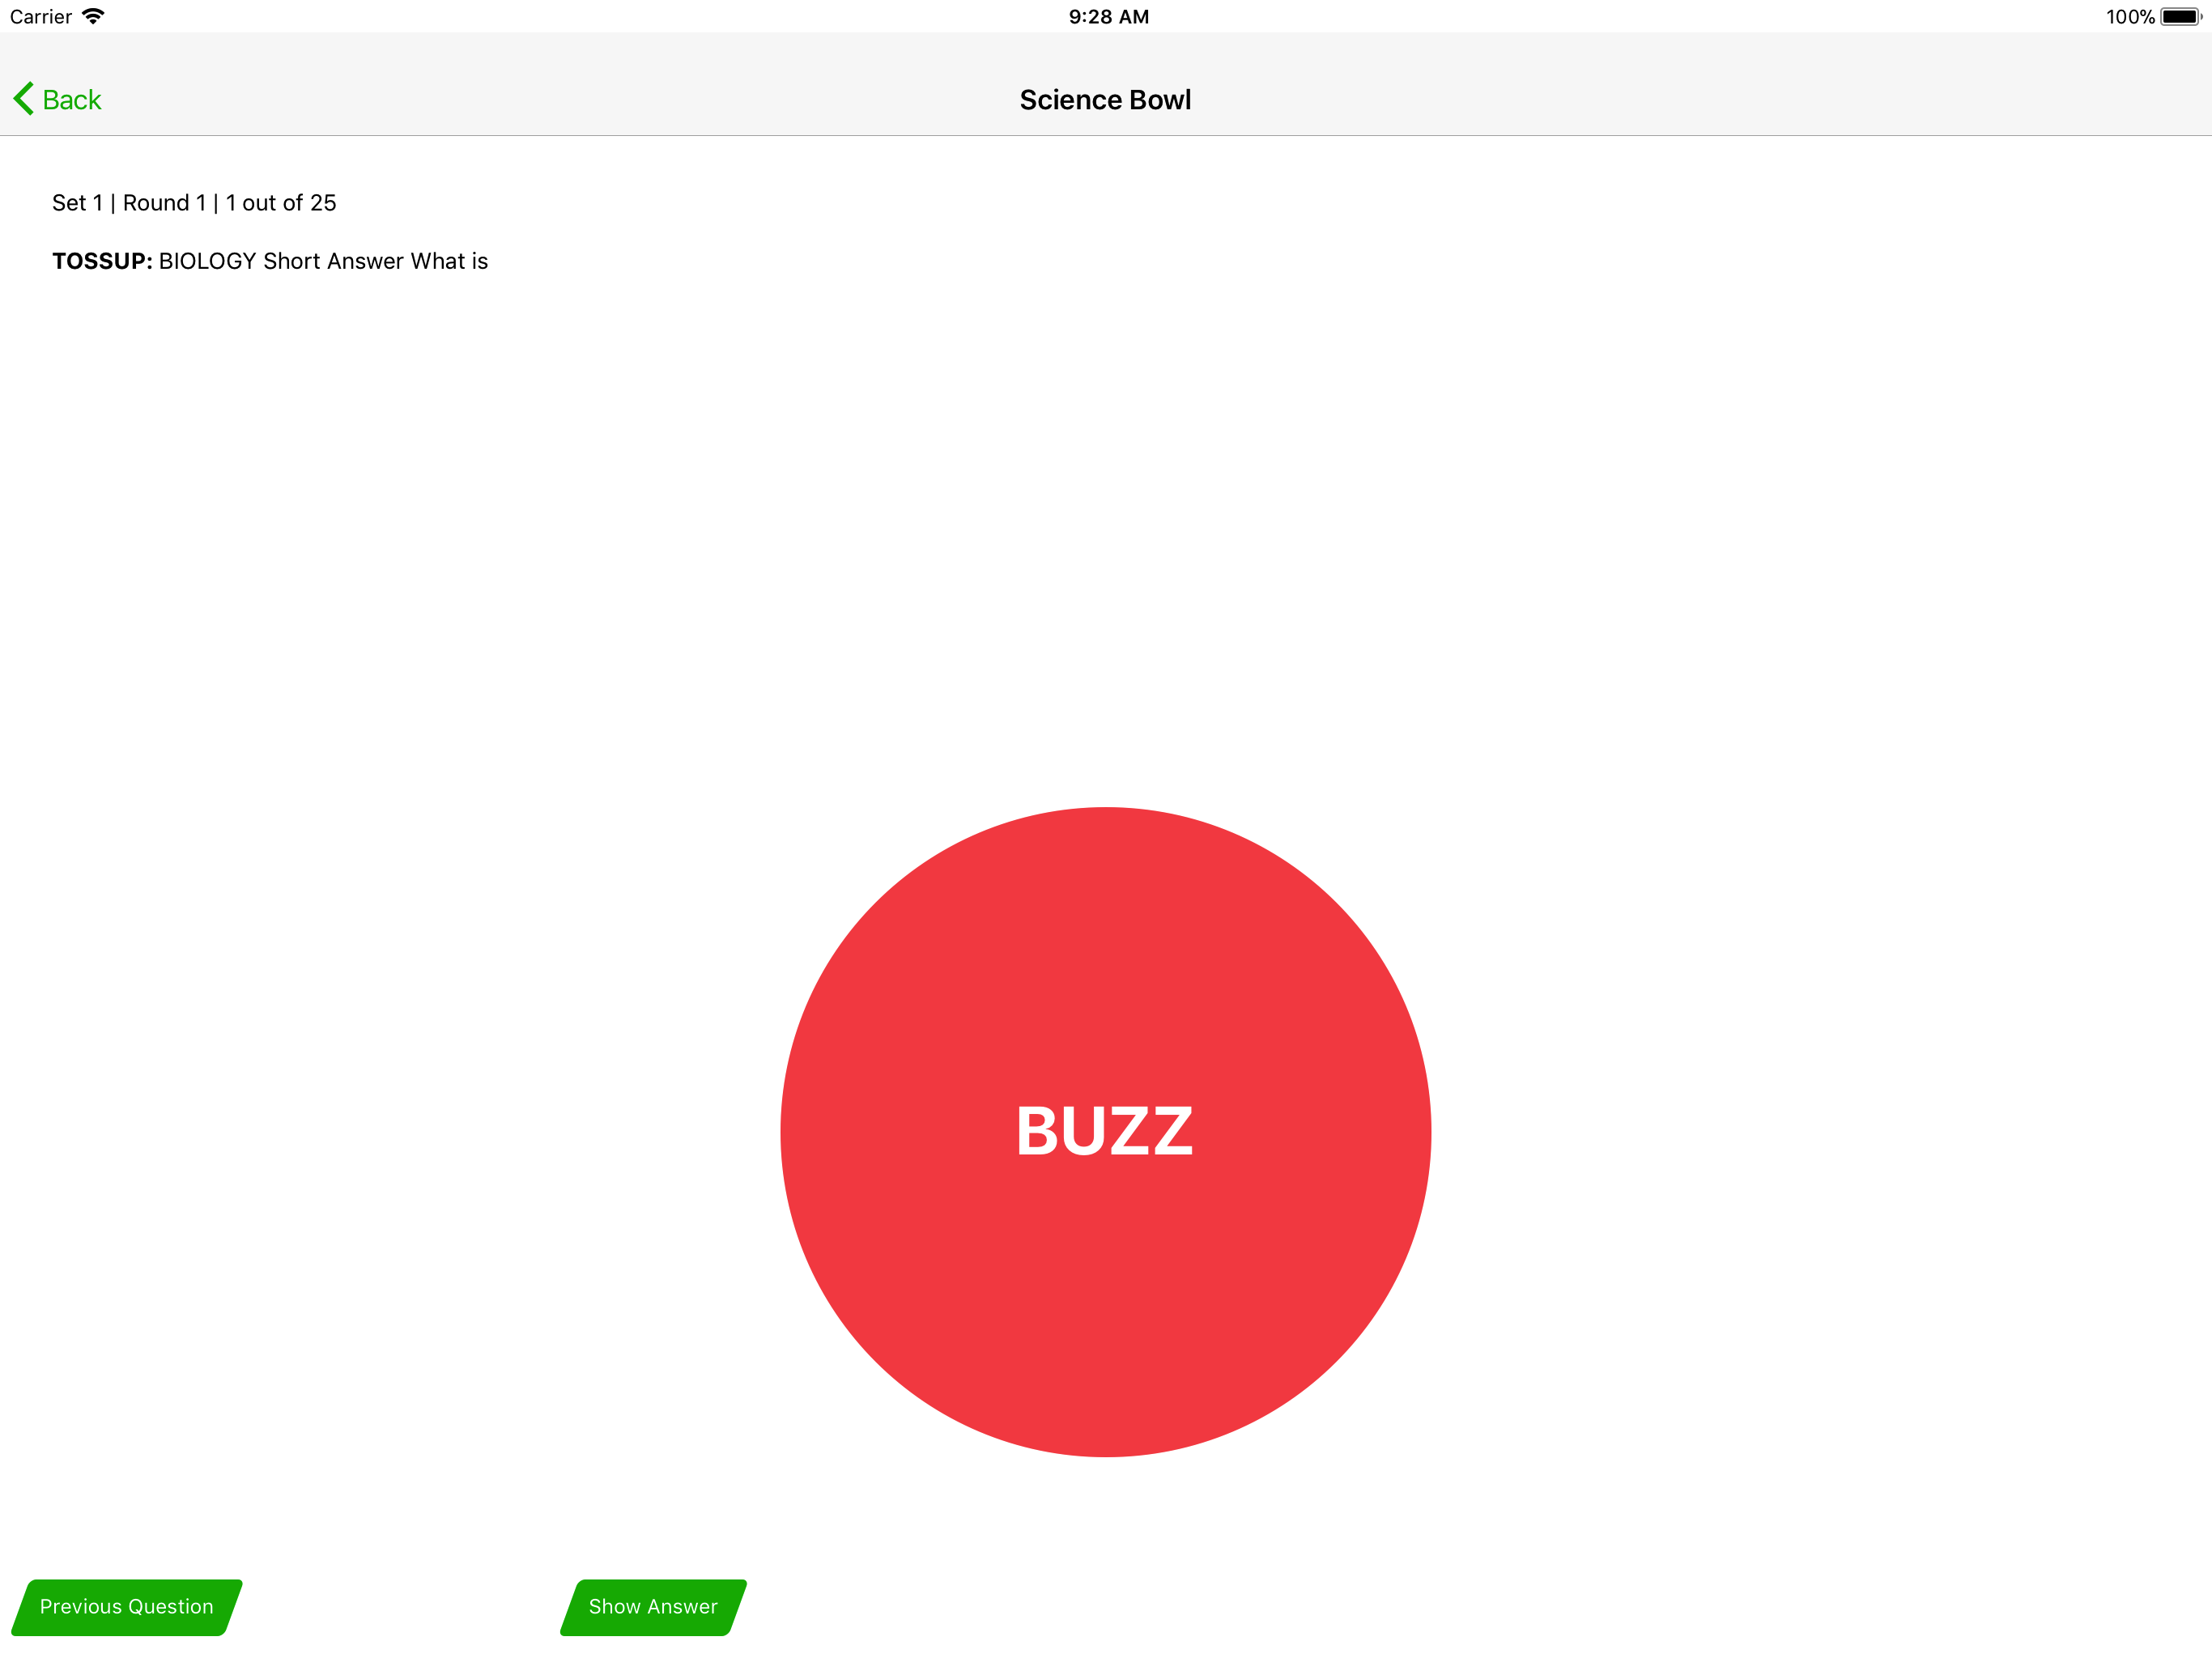 Carrier 9:28 AM 100%
Back Science Bowl
Set 1 | Round 1 | 1 out of 25
TOSSUP: BIOLOGY Short Answer What is
BUZZ
Previous Question Show Answer